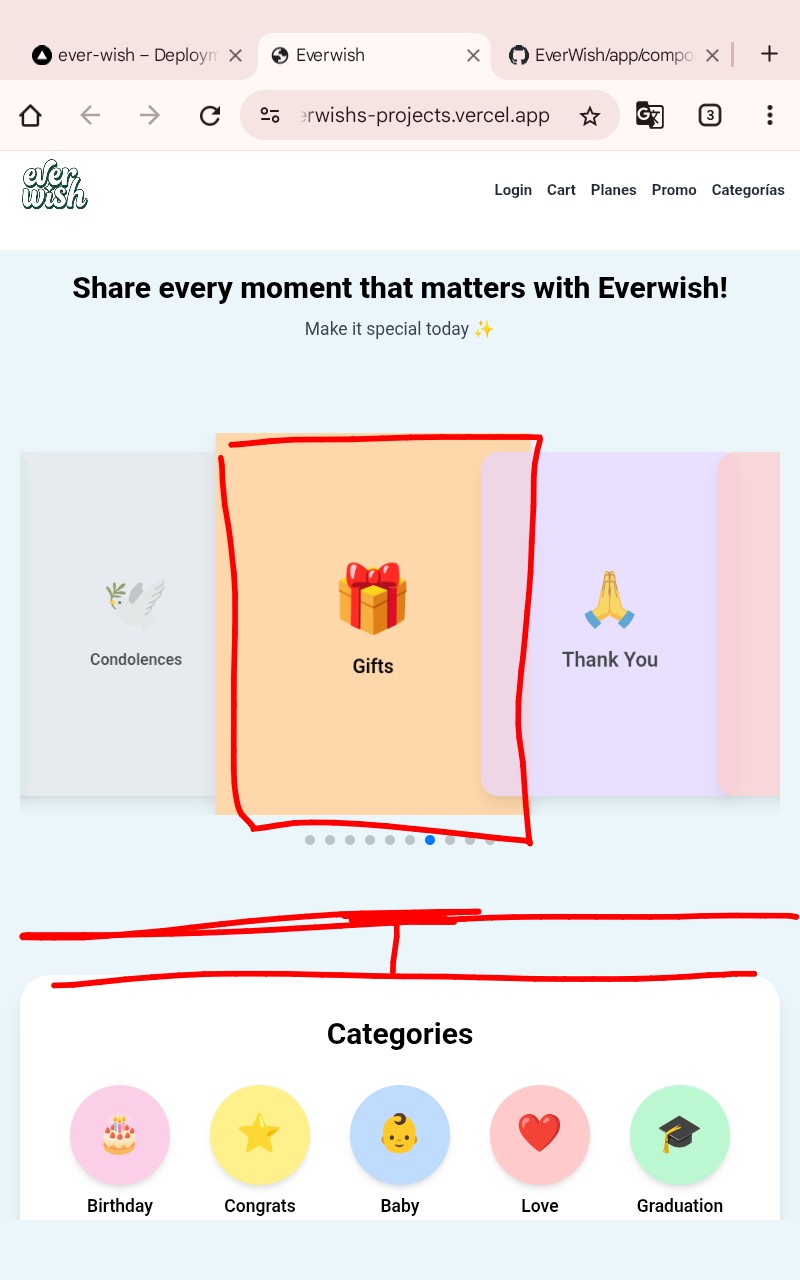 ever-wish – Deploym
Everwish
EverWish/app/compo
erwishs-projects.vercel.app
3
ever
wish
Login Cart Planes Promo Categorías
Share every moment that matters with Everwish!
Make it special today ✨
Condolences
Gifts
Thank You
Categories
Birthday Congrats Baby Love Graduation